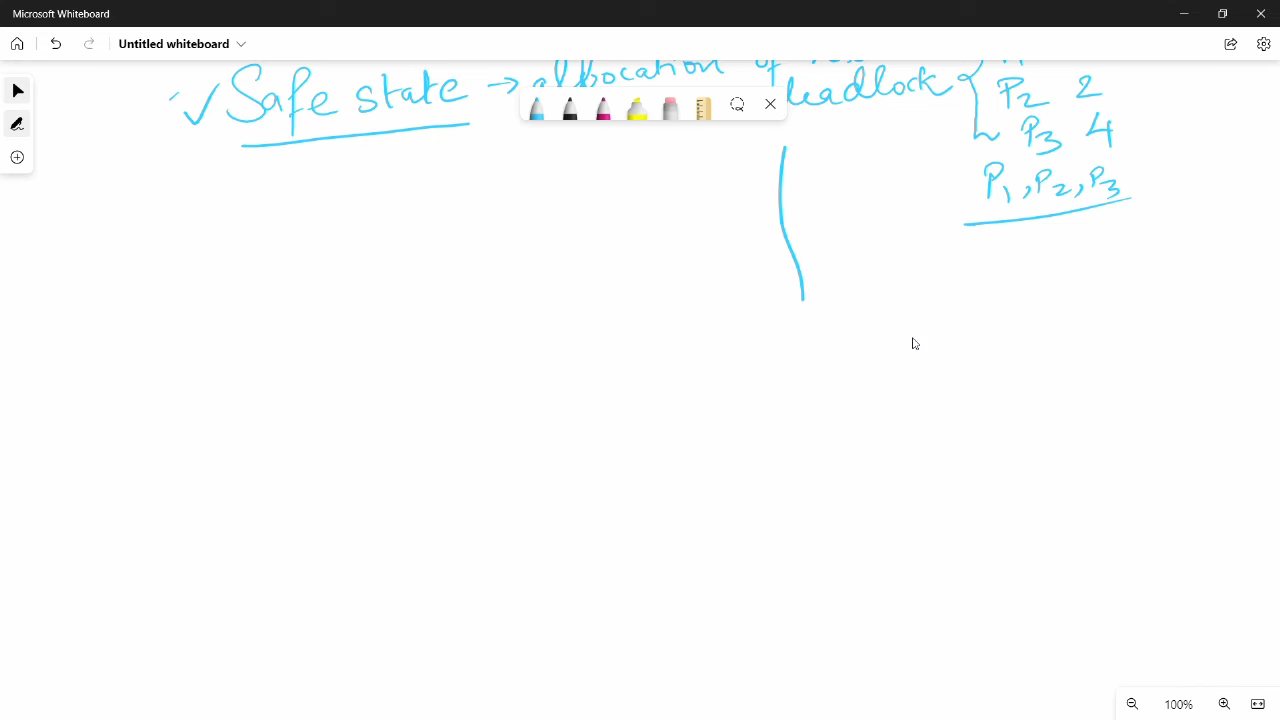 Microsoft Whiteboard
Untitled whiteboard
Safe state → allocation of
deadlock
P2 2
P3 4
P1, P2, P3
100%